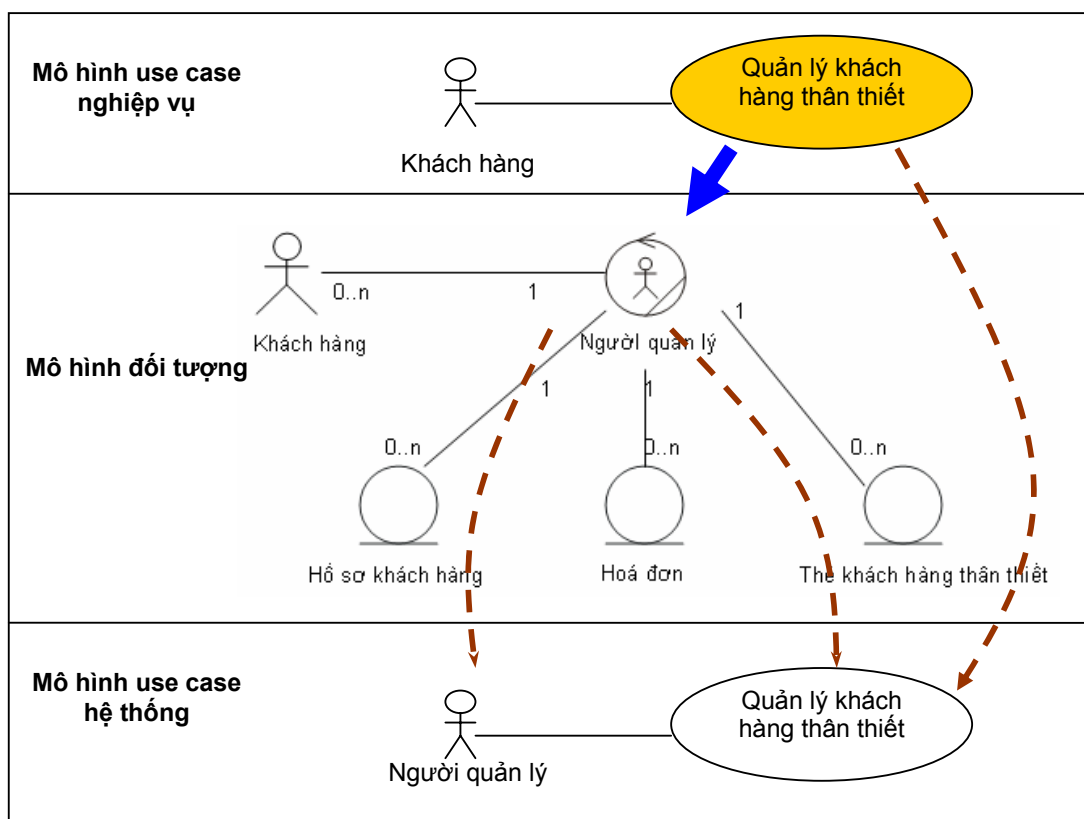 Mô hình use case
nghiệp vụ
Khách hàng
Quản lý khách
hàng thân thiết
Mô hình đối tượng
0..n
1
Khách hàng
NgườI quản lý
1
1
1
0..n
0..n
0..n
Hồ sơ khách hàng
Hoá đơn
Thẻ khách hàng thân thiết
Mô hình use case
hệ thống
Người quản lý
Quản lý khách
hàng thân thiết